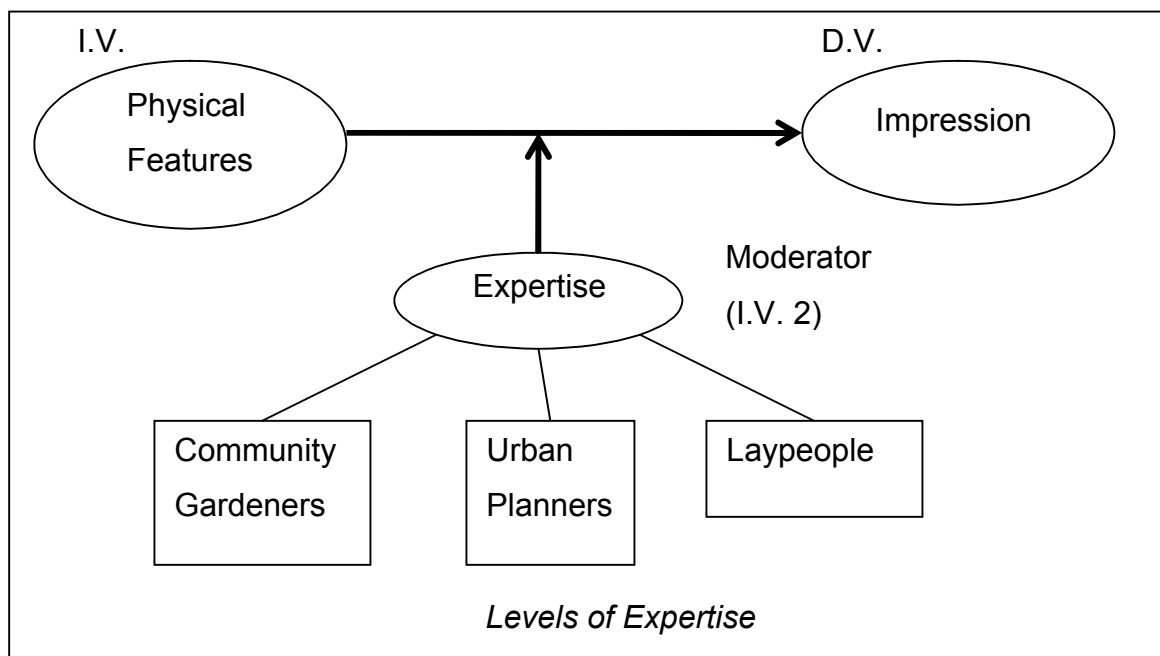 I.V.
D.V.
Physical
Features
Impression
Expertise
Moderator
(I.V. 2)
Community
Gardeners
Urban
Planners
Laypeople
Levels of Expertise